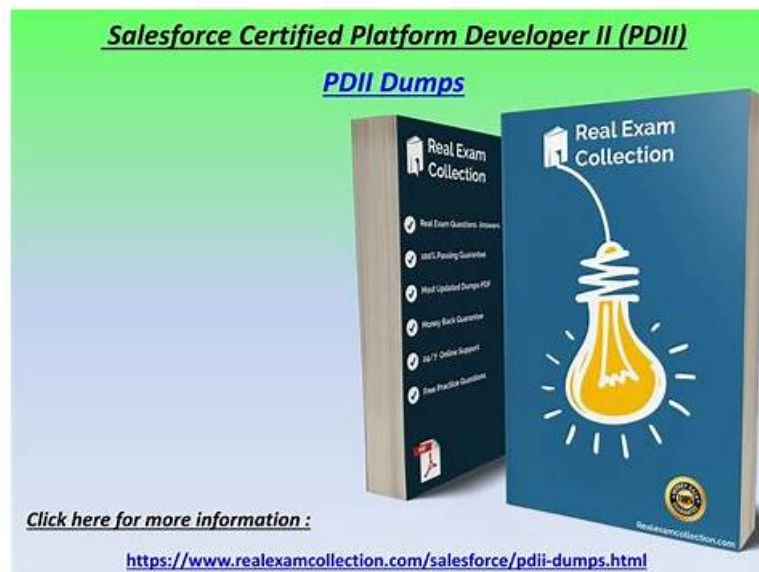 Salesforce Certified Platform Developer II (PDII)
PDII Dumps
Real Exam
Collection
Real Exam Questions Answers
100% Passing Guarantee
Most Updated Dumps PDF
Money Back Guarantee
24/7 Online Support
Free Practice Questions
Real Exam
Collection
100%
Realexamcollection.com
Click here for more information :
https://www.realexamcollection.com/salesforce/pdii-dumps.html